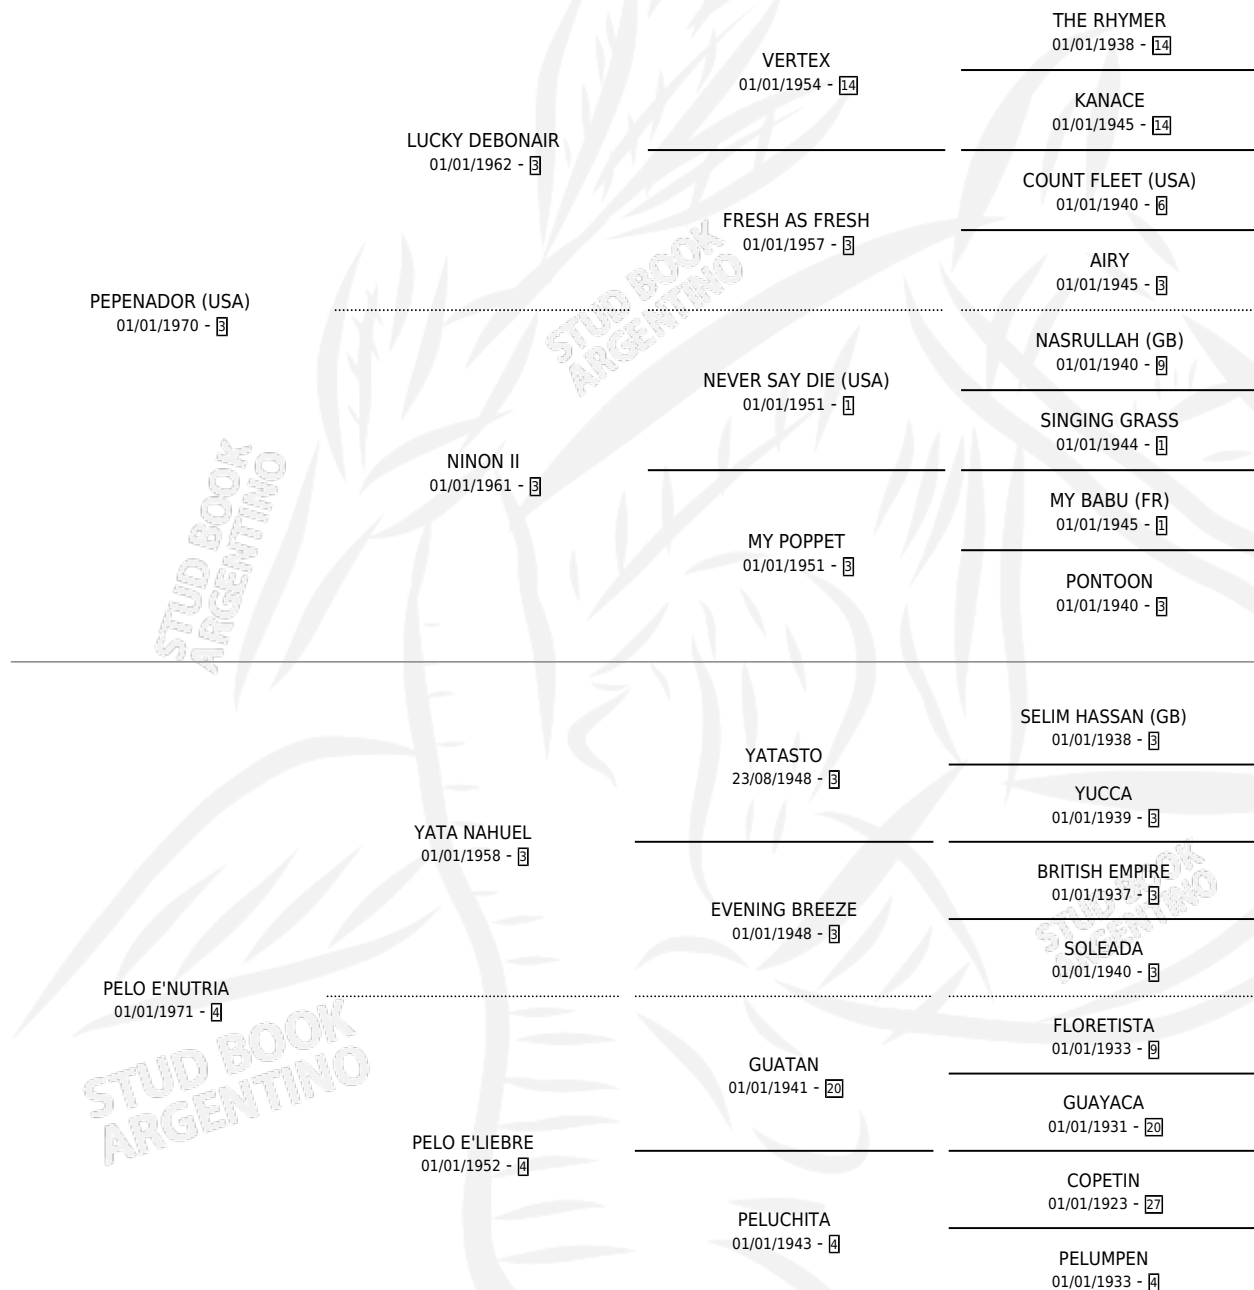 THE RHYMER
01/01/1938 - 14
VERTEX
01/01/1954 - 14
KANACE
01/01/1945 - 14
LUCKY DEBONAIR
01/01/1962 - 3
COUNT FLEET (USA)
01/01/1940 - 6
FRESH AS FRESH
01/01/1957 - 3
AIRY
01/01/1945 - 3
PEPENADOR (USA)
01/01/1970 - 3
NASRULLAH (GB)
01/01/1940 - 9
NEVER SAY DIE (USA)
01/01/1951 - 1
SINGING GRASS
01/01/1944 - 1
NINON II
01/01/1961 - 3
MY BABU (FR)
01/01/1945 - 1
MY POPPET
01/01/1951 - 3
PONTOON
01/01/1940 - 3
SELIM HASSAN (GB)
01/01/1938 - 3
YATASTO
23/08/1948 - 3
YUCCA
01/01/1939 - 3
YATA NAHUEL
01/01/1958 - 3
BRITISH EMPIRE
01/01/1937 - 3
EVENING BREEZE
01/01/1948 - 3
SOLEADA
01/01/1940 - 3
PELO E'NUTRIA
01/01/1971 - 4
FLORETISTA
01/01/1933 - 9
GUATAN
01/01/1941 - 20
GUAYACA
01/01/1931 - 20
PELO E'LIEBRE
01/01/1952 - 4
COPETIN
01/01/1923 - 27
PELUCHITA
01/01/1943 - 4
PELUMPEN
01/01/1933 - 4
STUD BOOK
ARGENTINO
STUD BOOK
ARGENTINO
STUD BOOK
ARGENTINO
STUD BOOK
ARGENTINO